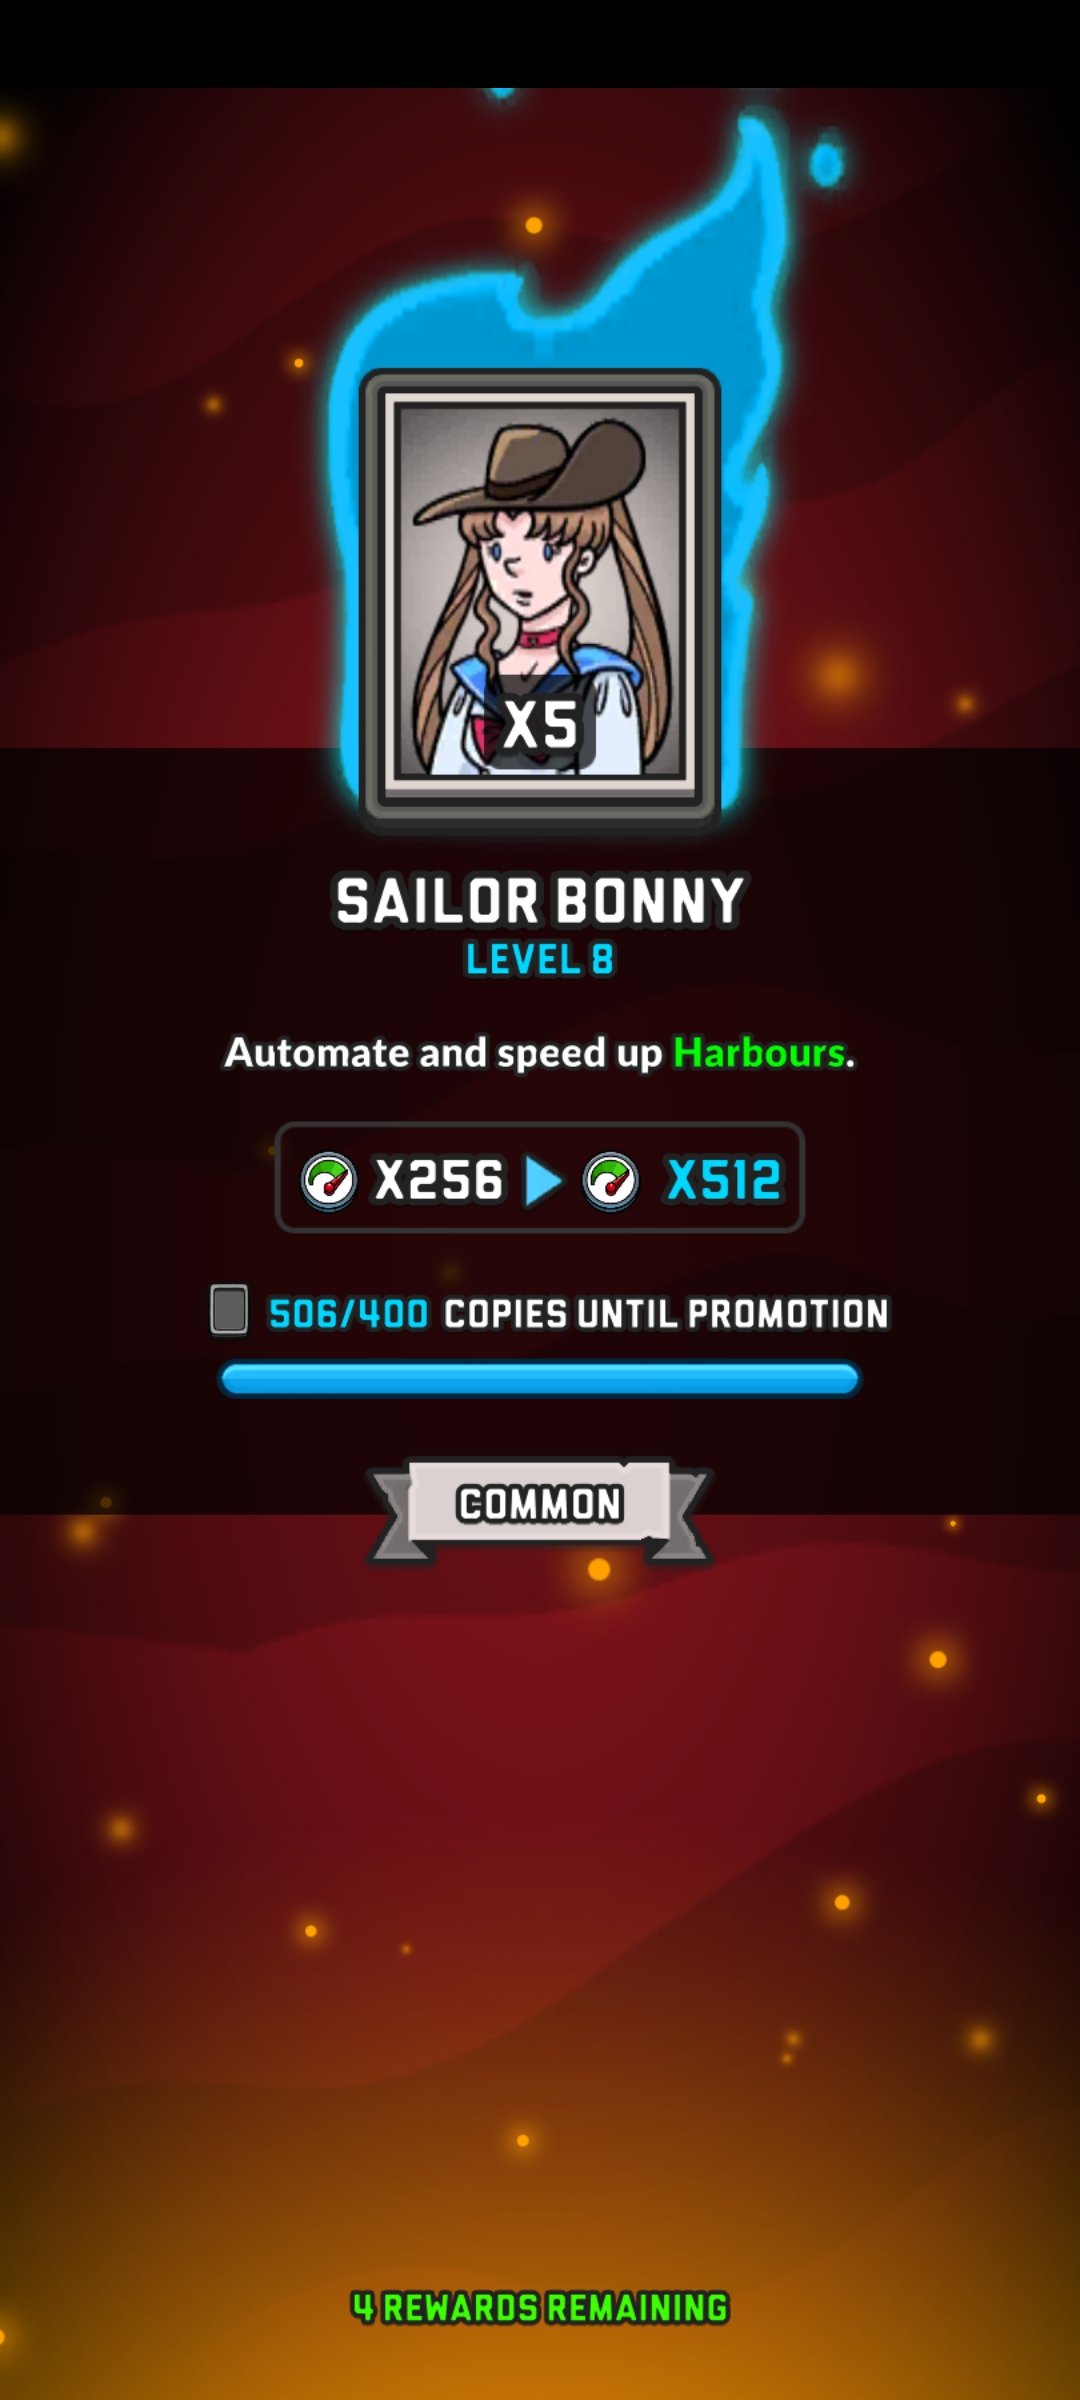 X5
SAILOR BONNY
LEVEL 8
Automate and speed up Harbours.
X256 X512
506/400 COPIES UNTIL PROMOTION
COMMON
4 REWARDS REMAINING